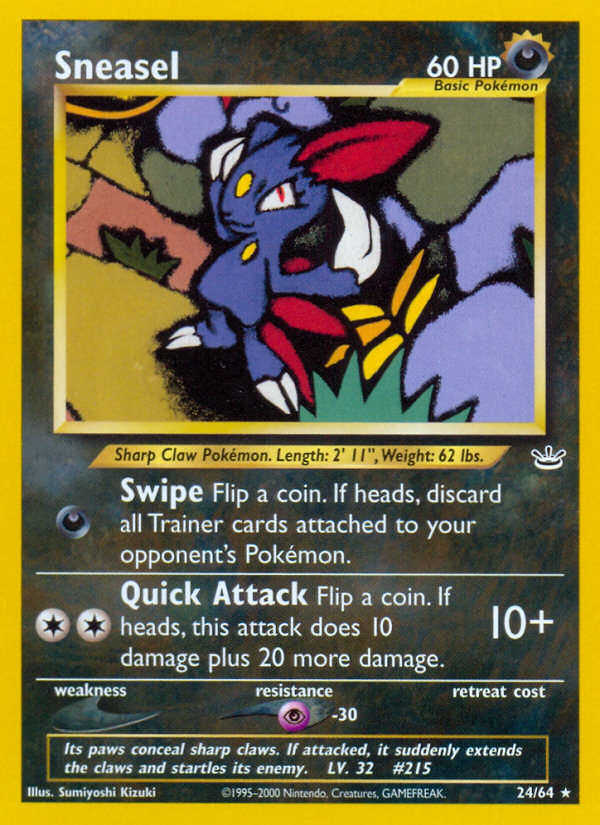 Sneasel
60 HP
Basic Pokémon
Sharp Claw Pokémon. Length: 2' 11", Weight: 62 lbs.
Swipe Flip a coin. If heads, discard
all Trainer cards attached to your
opponent's Pokémon.
Quick Attack Flip a coin. If
heads, this attack does 10
damage plus 20 more damage.
10+
weakness resistance retreat cost
-30
Its paws conceal sharp claws. If attacked, it suddenly extends
the claws and startles its enemy. LV. 32 #215
Illus. Sumiyoshi Kizuki ©1995-2000 Nintendo, Creatures, GAMEFREAK. 24/64 ★